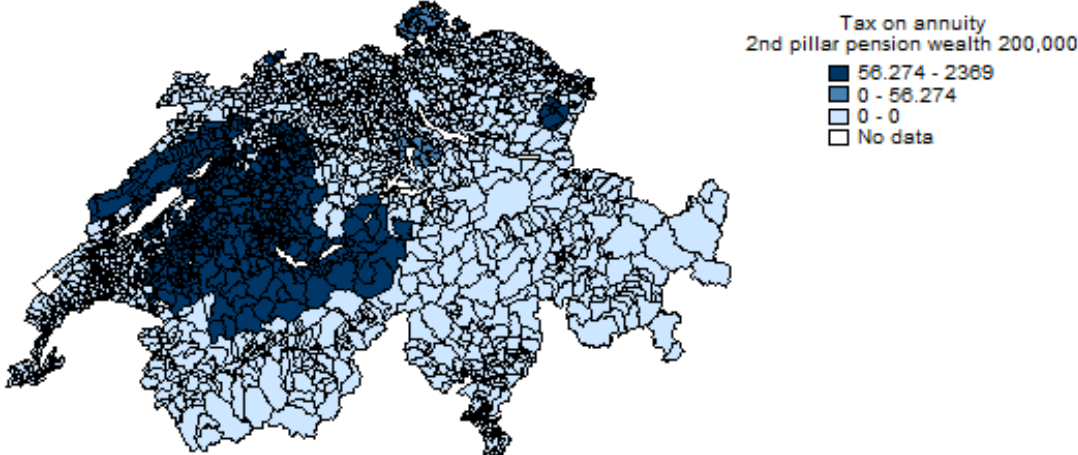 Tax on annuity
2nd pillar pension wealth 200,000
56.274 - 2369
0 - 56.274
0 - 0
No data